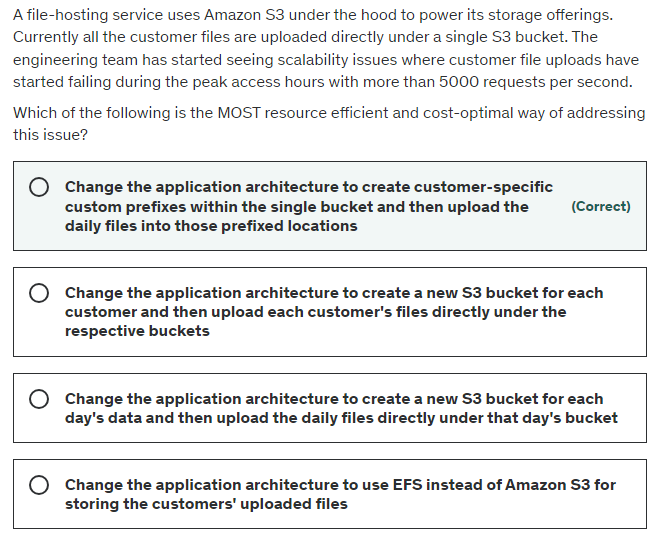 A file-hosting service uses Amazon S3 under the hood to power its storage offerings.
Currently all the customer files are uploaded directly under a single S3 bucket. The
engineering team has started seeing scalability issues where customer file uploads have
started failing during the peak access hours with more than 5000 requests per second.
Which of the following is the MOST resource efficient and cost-optimal way of addressing
this issue?
Change the application architecture to create customer-specific
custom prefixes within the single bucket and then upload the
daily files into those prefixed locations
(Correct)
Change the application architecture to create a new S3 bucket for each
customer and then upload each customer's files directly under the
respective buckets
Change the application architecture to create a new S3 bucket for each
day's data and then upload the daily files directly under that day's bucket
Change the application architecture to use EFS instead of Amazon S3 for
storing the customers' uploaded files